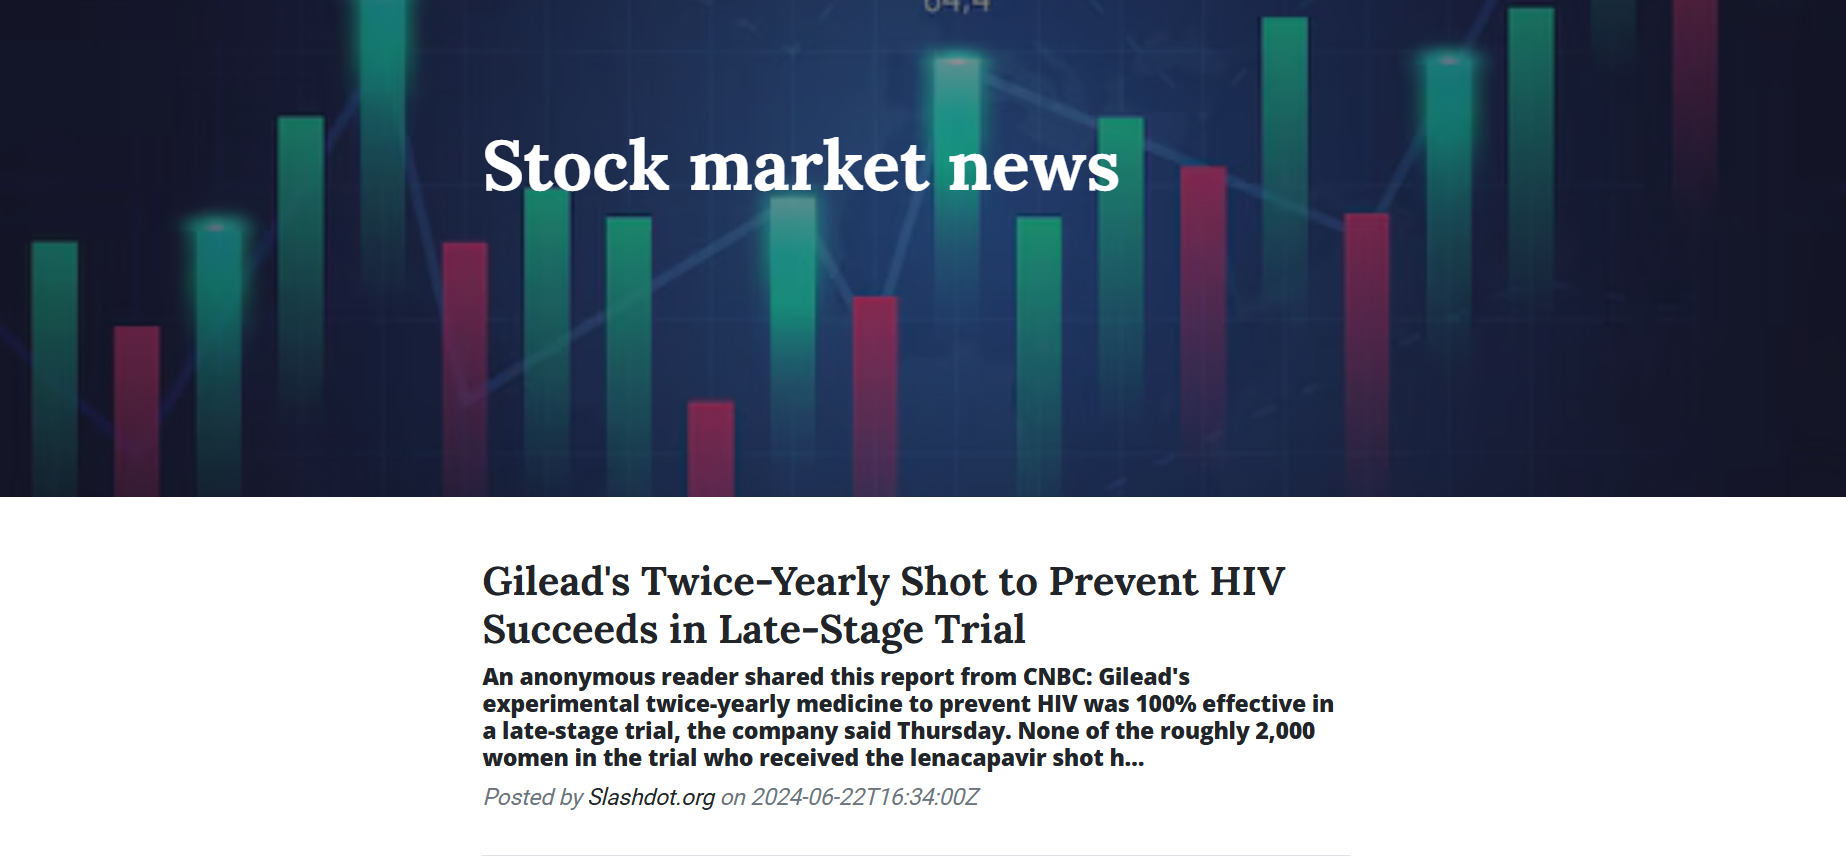 64,4
Stock market news
Gilead's Twice-Yearly Shot to Prevent HIV
Succeeds in Late-Stage Trial
An anonymous reader shared this report from CNBC: Gilead's
experimental twice-yearly medicine to prevent HIV was 100% effective in
a late-stage trial, the company said Thursday. None of the roughly 2,000
women in the trial who received the lenacapavir shot h...
Posted by Slashdot.org on 2024-06-22T16:34:00Z